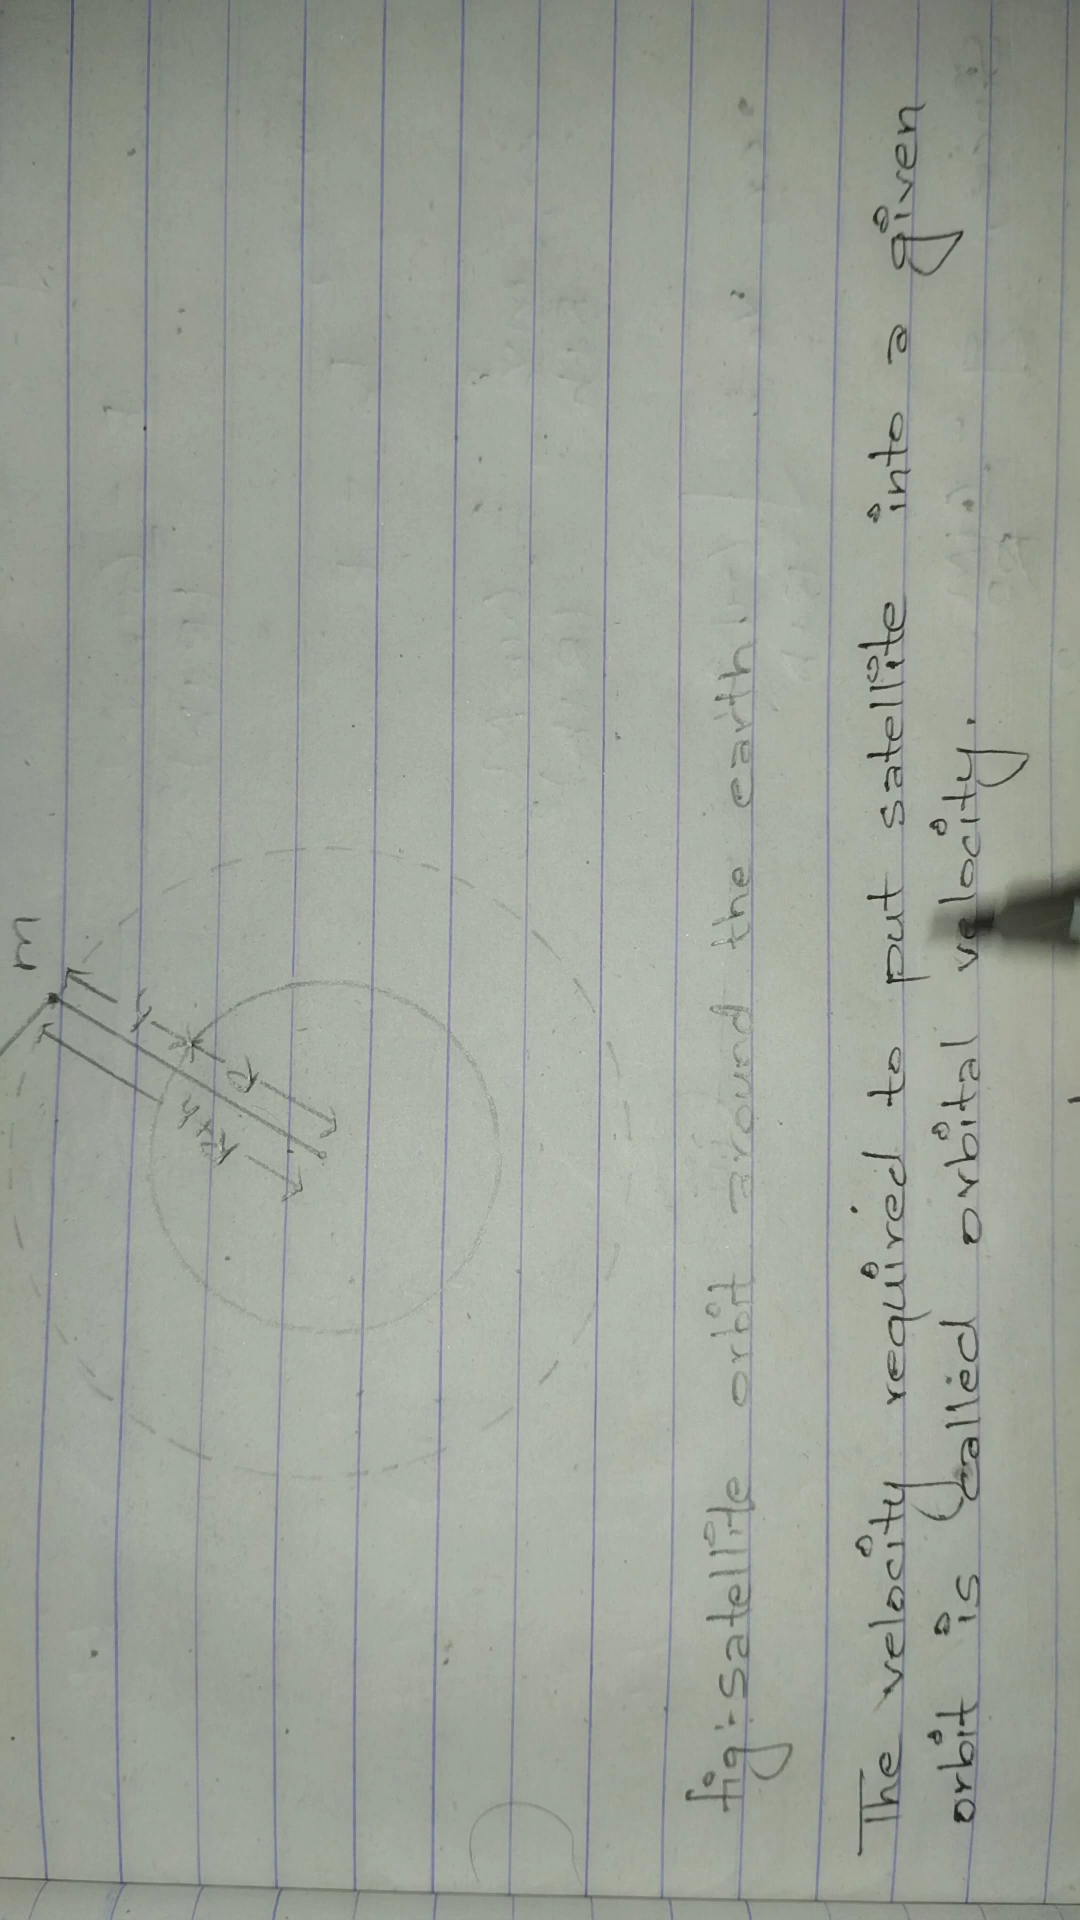 m
h
R
R+h
fig:- satellite orbit around the earth
The velocity required to put satellite into a given
orbit is called orbital velocity.